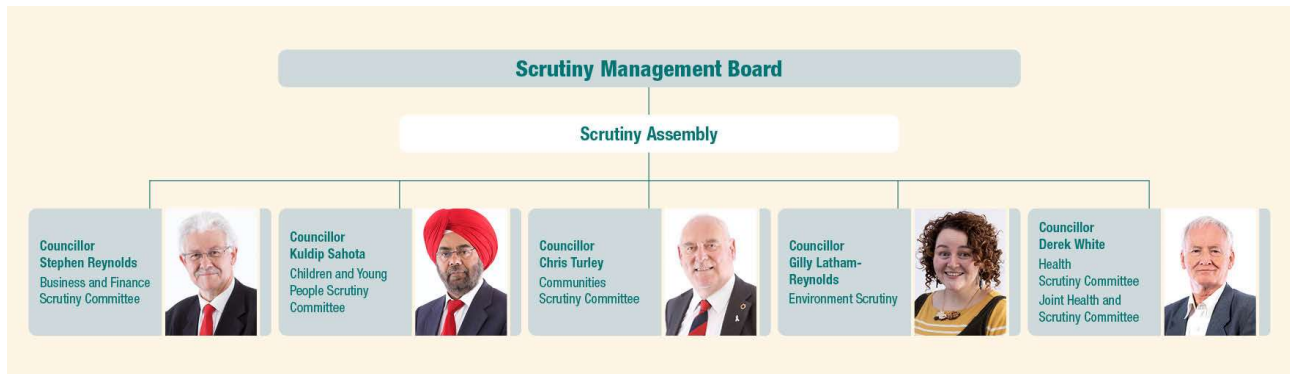 Scrutiny Management Board
Scrutiny Assembly
Councillor
Stephen Reynolds
Business and Finance
Scrutiny Committee
Councillor
Kuldip Sahota
Children and Young
People Scrutiny
Committee
Councillor
Chris Turley
Communities
Scrutiny Committee
Councillor
Gilly Latham-
Reynolds
Environment Scrutiny
Councillor
Derek White
Health
Scrutiny Committee
Joint Health and
Scrutiny Committee